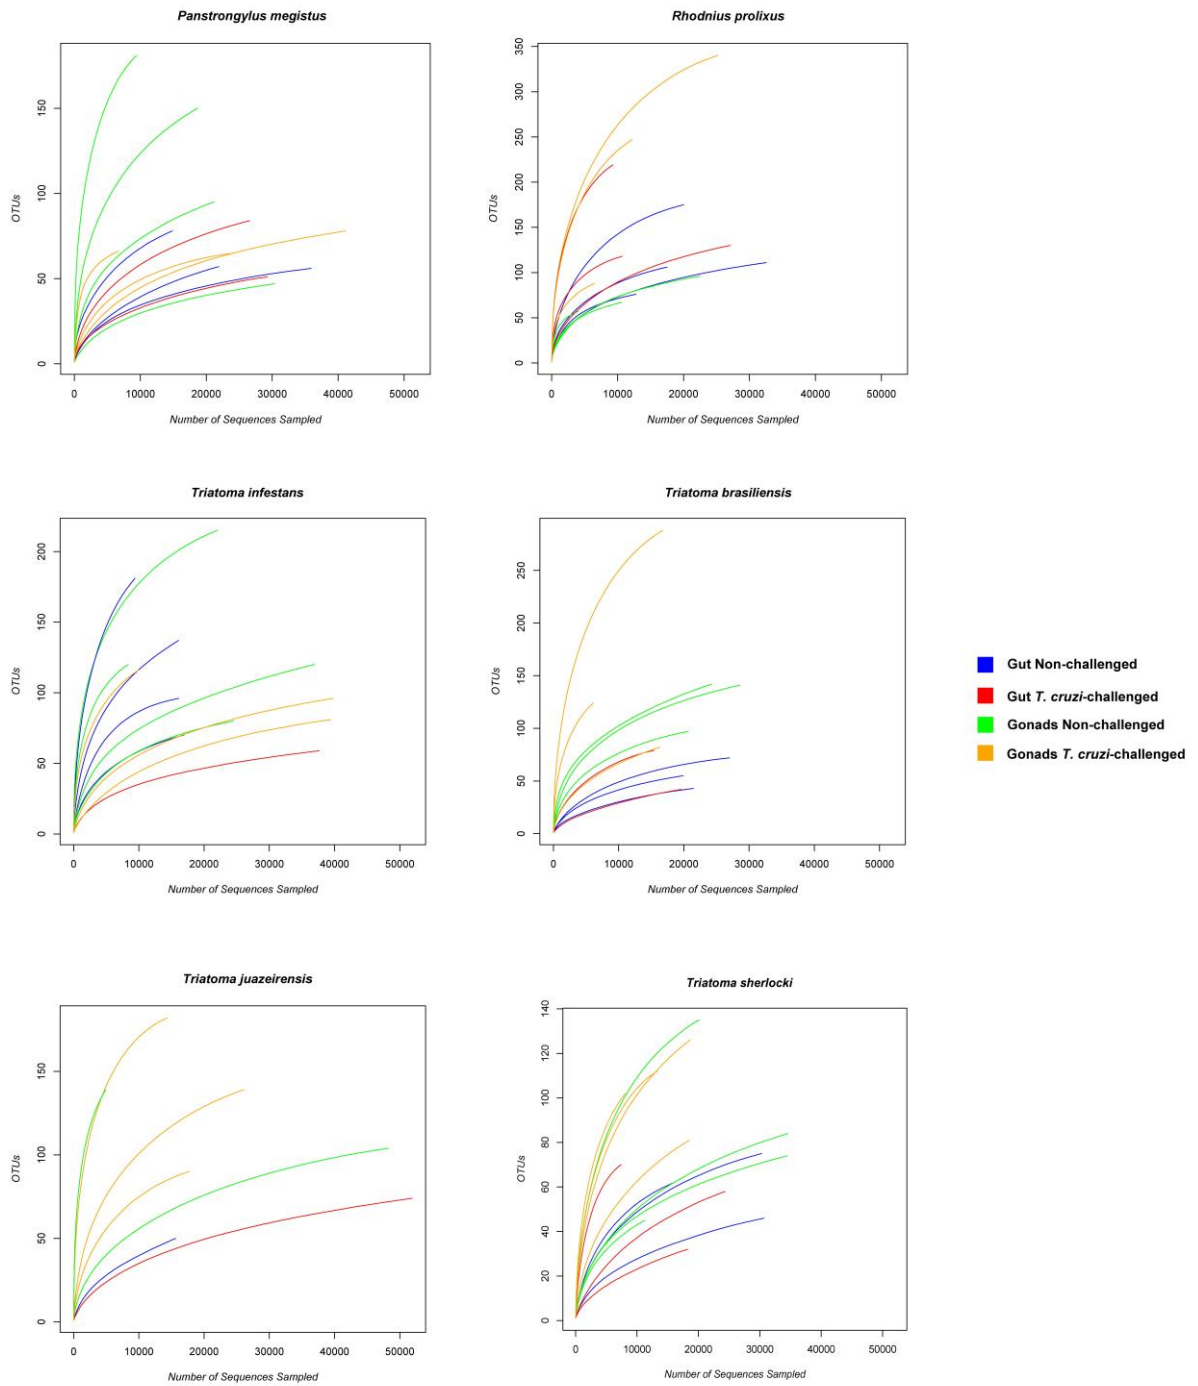 Panstrongylus megistus
OTUs
0
50
100
150
0 10000 20000 30000 40000 50000
Number of Sequences Sampled
Rhodnius prolixus
OTUs
0
50
100
150
200
250
300
350
0 10000 20000 30000 40000 50000
Number of Sequences Sampled
Triatoma infestans
OTUs
0
50
100
150
200
0 10000 20000 30000 40000 50000
Number of Sequences Sampled
Triatoma brasiliensis
OTUs
0
50
100
150
200
250
0 10000 20000 30000 40000 50000
Number of Sequences Sampled
Gut Non-challenged
Gut T. cruzi-challenged
Gonads Non-challenged
Gonads T. cruzi-challenged
Triatoma juazeirensis
OTUs
0
50
100
150
0 10000 20000 30000 40000 50000
Number of Sequences Sampled
Triatoma sherlocki
OTUs
0
20
40
60
80
100
120
140
0 10000 20000 30000 40000 50000
Number of Sequences Sampled